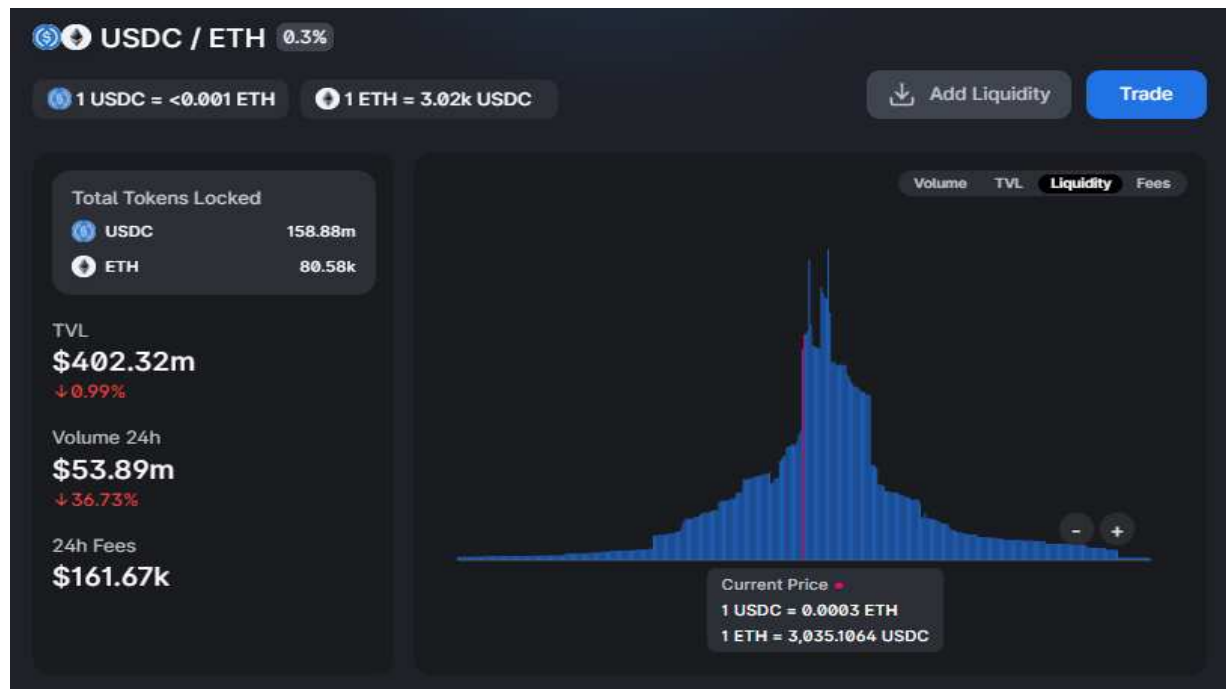 USDC / ETH 0.3%
1 USDC = <0.001 ETH 1 ETH = 3.02k USDC
Add Liquidity Trade
Total Tokens Locked
USDC 158.88m
ETH 80.58k
TVL
$402.32m
↓0.99%
Volume 24h
$53.89m
↓36.73%
24h Fees
$161.67k
Volume TVL Liquidity Fees
- +
Current Price
1 USDC = 0.0003 ETH
1 ETH = 3,035.1064 USDC